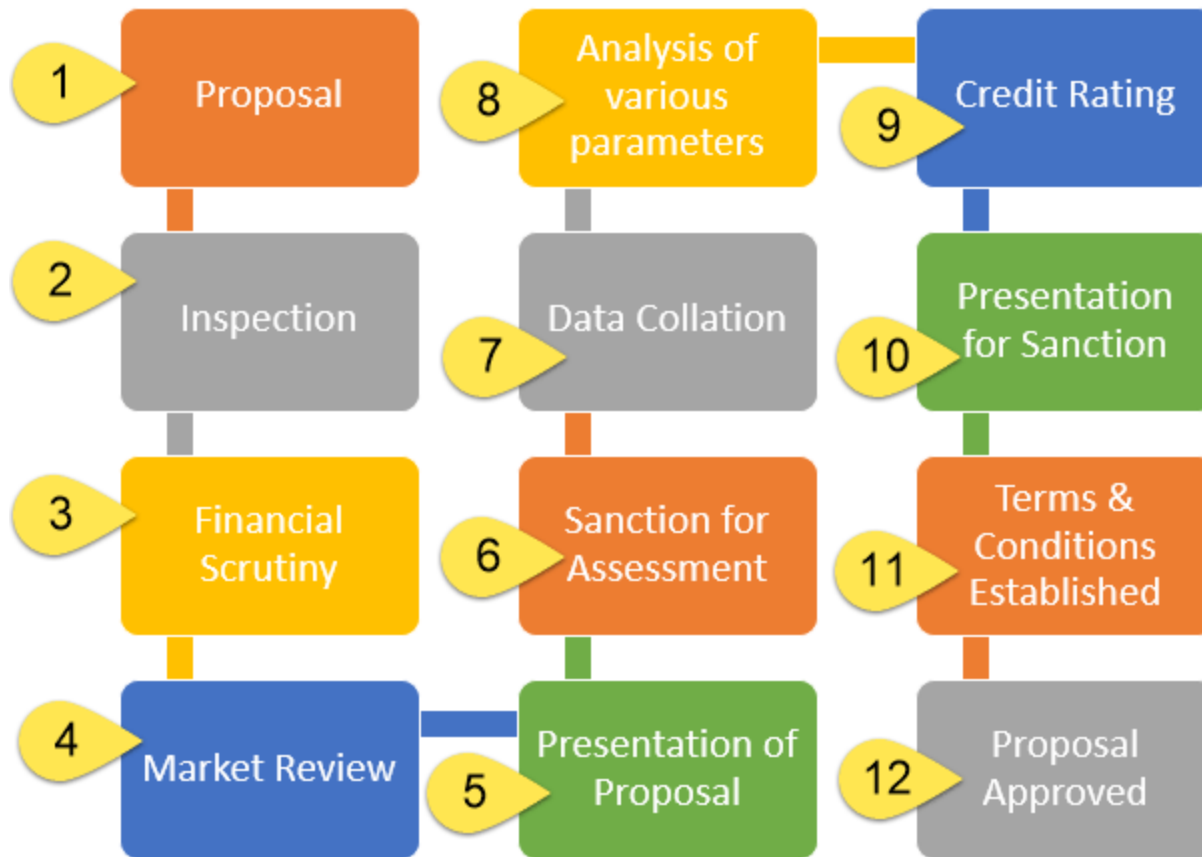 1
Proposal
2
Inspection
3
Financial
Scrutiny
4
Market Review
5
Presentation of
Proposal
6
Sanction for
Assessment
7
Data Collation
8
Analysis of
various
parameters
9
Credit Rating
10
Presentation
for Sanction
11
Terms &
Conditions
Established
12
Proposal
Approved